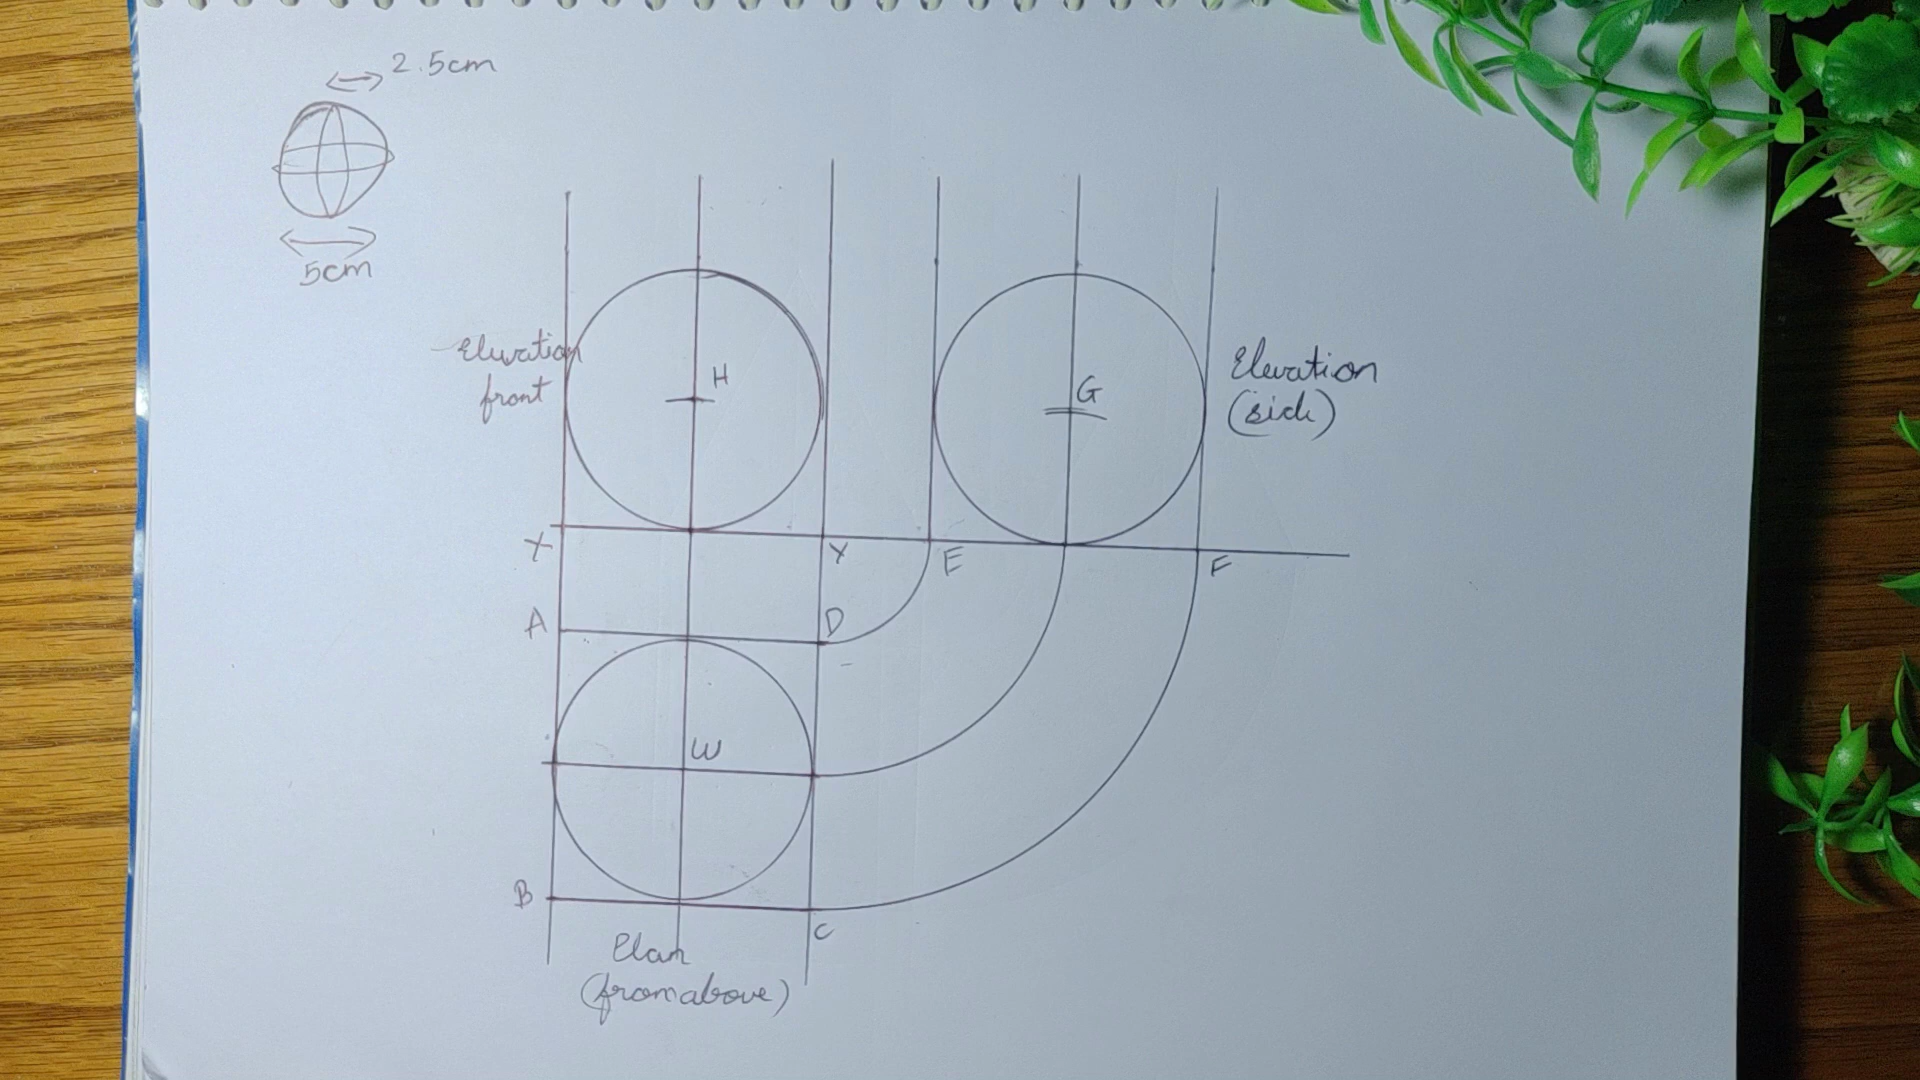 2.5cm
5cm
Elevation
front
H
G
Elevation
(side)
X
Y
E
F
A
D
W
B
C
Plan
(from above)